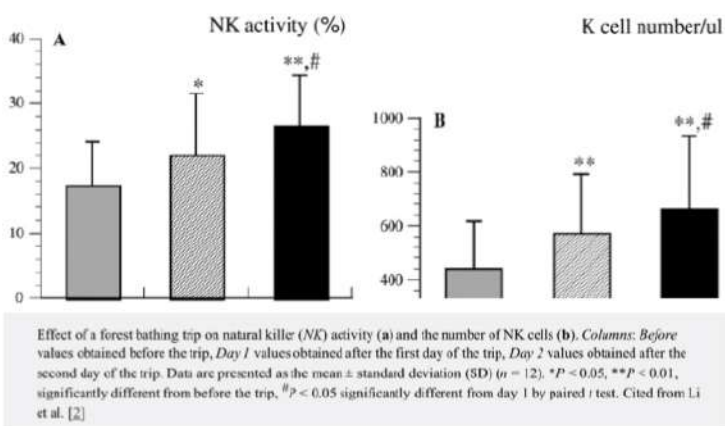 NK activity (%)
K cell number/ul
A
40
30
20
10
0
*
**,#
B
1000
800
600
400
**
**,#
Effect of a forest bathing trip on natural killer (NK) activity (a) and the number of NK cells (b). Columns: Before
values obtained before the trip, Day 1 values obtained after the first day of the trip, Day 2 values obtained after the
second day of the trip. Data are presented as the mean ± standard deviation (SD) (n = 12). *P < 0.05, **P < 0.01,
significantly different from before the trip, #P < 0.05 significantly different from day 1 by paired t test. Cited from Li
et al. [2]